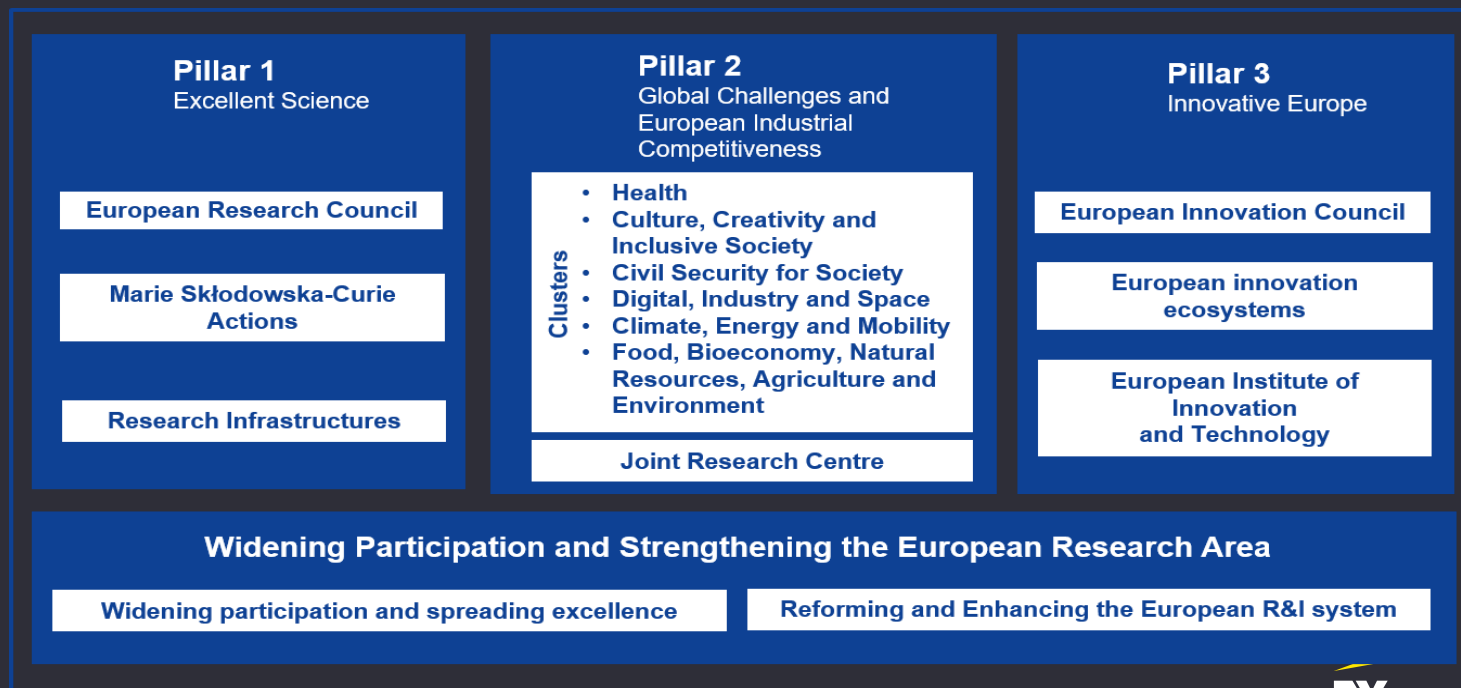 Pillar 1
Excellent Science
European Research Council
Marie Skłodowska-Curie
Actions
Research Infrastructures
Pillar 2
Global Challenges and
European Industrial
Competitiveness
Clusters
• Health
• Culture, Creativity and
Inclusive Society
• Civil Security for Society
• Digital, Industry and Space
• Climate, Energy and Mobility
• Food, Bioeconomy, Natural
Resources, Agriculture and
Environment
Joint Research Centre
Pillar 3
Innovative Europe
European Innovation Council
European innovation
ecosystems
European Institute of
Innovation
and Technology
Widening Participation and Strengthening the European Research Area
Widening participation and spreading excellence
Reforming and Enhancing the European R&I system